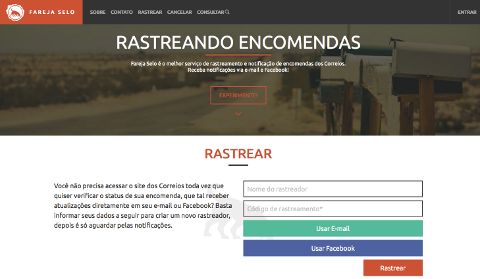 FAREJA SELO
SOBRE CONTATO RASTREAR CANCELAR CONSULTAR
ENTRAR
RASTREANDO ENCOMENDAS
Fareja Selo é o melhor serviço de rastreamento e notificação de encomendas dos Correios.
Receba notificações via e-mail e Facebook!
EXPERIMENTE!
RASTREAR
Você não precisa acessar o site dos Correios toda vez que
quiser verificar o status de sua encomenda, que tal receber
atualizações diretamente em seu e-mail ou Facebook? Basta
informar seus dados a seguir para criar um novo rastreador,
depois é só aguardar pelas notificações.
Nome do rastreador
Código de rastreamento*
Usar E-mail
Usar Facebook
Rastrear